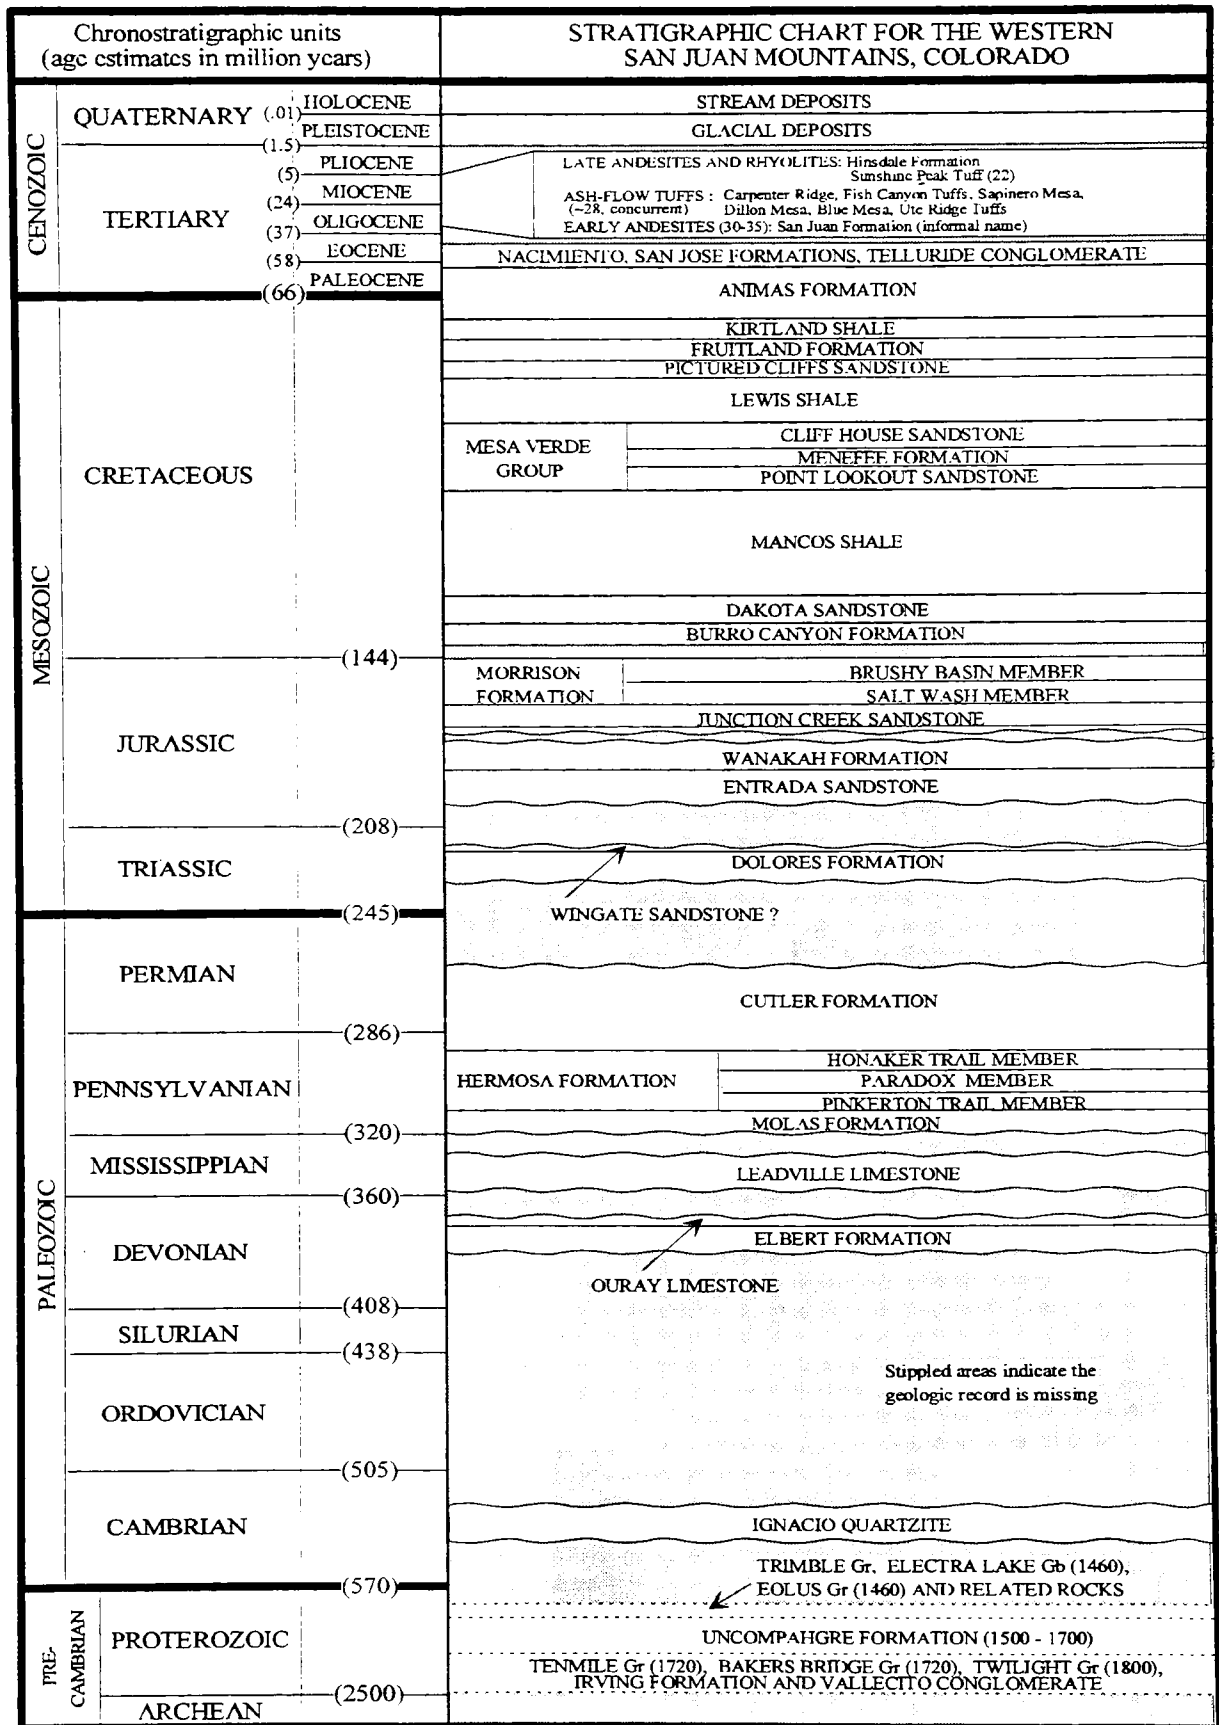 Chronostratigraphic units
(age estimates in million years)
STRATIGRAPHIC CHART FOR THE WESTERN
SAN JUAN MOUNTAINS, COLORADO
CENOZOIC
QUATERNARY
(.01)
HOLOCENE
STREAM DEPOSITS
PLEISTOCENE
GLACIAL DEPOSITS
(1.5)
TERTIARY
PLIOCENE
(5)
MIOCENE
(24)
OLIGOCENE
(37)
EOCENE
(58)
PALEOCENE
(66)
LATE ANDESITES AND RHYOLITES: Hinsdale Formation
Sunshine Peak Tuff (22)
ASH-FLOW TUFFS : Carpenter Ridge, Fish Canyon Tuffs, Sapinero Mesa,
(~28, concurrent) Dillon Mesa, Blue Mesa, Ute Ridge Tuffs
EARLY ANDESITES (30-35): San Juan Formation (informal name)
NACIMIENTO, SAN JOSE FORMATIONS, TELLURIDE CONGLOMERATE
ANIMAS FORMATION
MESOZOIC
CRETACEOUS
KIRTLAND SHALE
FRUITLAND FORMATION
PICTURED CLIFFS SANDSTONE
LEWIS SHALE
MESA VERDE
GROUP
CLIFF HOUSE SANDSTONE
MENEFEE FORMATION
POINT LOOKOUT SANDSTONE
MANCOS SHALE
DAKOTA SANDSTONE
BURRO CANYON FORMATION
(144)
JURASSIC
MORRISON
FORMATION
BRUSHY BASIN MEMBER
SALT WASH MEMBER
JUNCTION CREEK SANDSTONE
WANAKAH FORMATION
ENTRADA SANDSTONE
(208)
TRIASSIC
DOLORES FORMATION
WINGATE SANDSTONE ?
(245)
PALEOZOIC
PERMIAN
CUTLER FORMATION
(286)
PENNSYLVANIAN
HERMOSA FORMATION
HONAKER TRAIL MEMBER
PARADOX MEMBER
PINKERTON TRAIL MEMBER
MOLAS FORMATION
(320)
MISSISSIPPIAN
LEADVILLE LIMESTONE
(360)
DEVONIAN
ELBERT FORMATION
OURAY LIMESTONE
(408)
SILURIAN
(438)
ORDOVICIAN
Stippled areas indicate the
geologic record is missing
(505)
CAMBRIAN
IGNACIO QUARTZITE
(570)
TRIMBLE Gr, ELECTRA LAKE Gb (1460),
EOLUS Gr (1460) AND RELATED ROCKS
PRE-
CAMBRIAN
PROTEROZOIC
UNCOMPAHGRE FORMATION (1500 - 1700)
TENMILE Gr (1720), BAKERS BRIDGE Gr (1720), TWILIGHT Gr (1800),
IRVING FORMATION AND VALLECITO CONGLOMERATE
(2500)
ARCHEAN